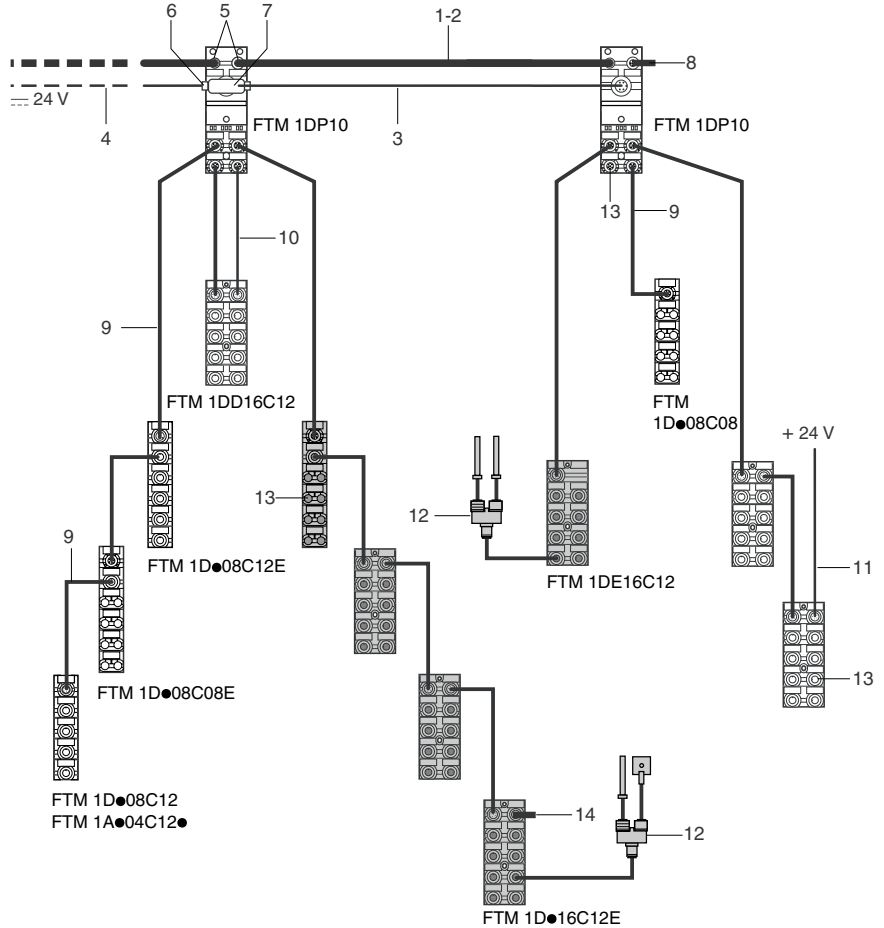 6
5
7
1-2
8
24 V
4
3
FTM 1DP10
FTM 1DP10
13
9
10
9
FTM 1DD16C12
FTM
1D●08C08
+ 24 V
13
12
9
FTM 1D●08C12E
FTM 1DE16C12
11
FTM 1D●08C08E
13
FTM 1D●08C12
FTM 1A●04C12●
14
12
FTM 1D●16C12E